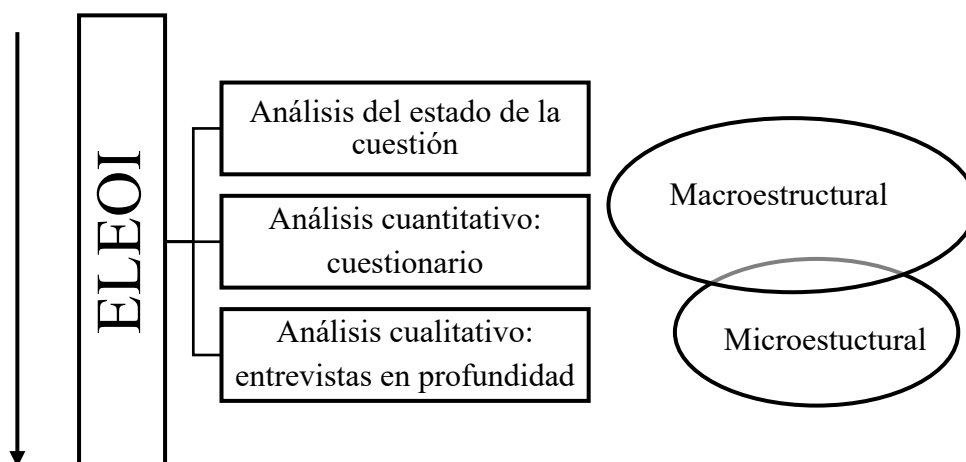 ELEOI
Análisis del estado de la
cuestión
Análisis cuantitativo:
cuestionario
Análisis cualitativo:
entrevistas en profundidad
Macroestructural
Microestuctural